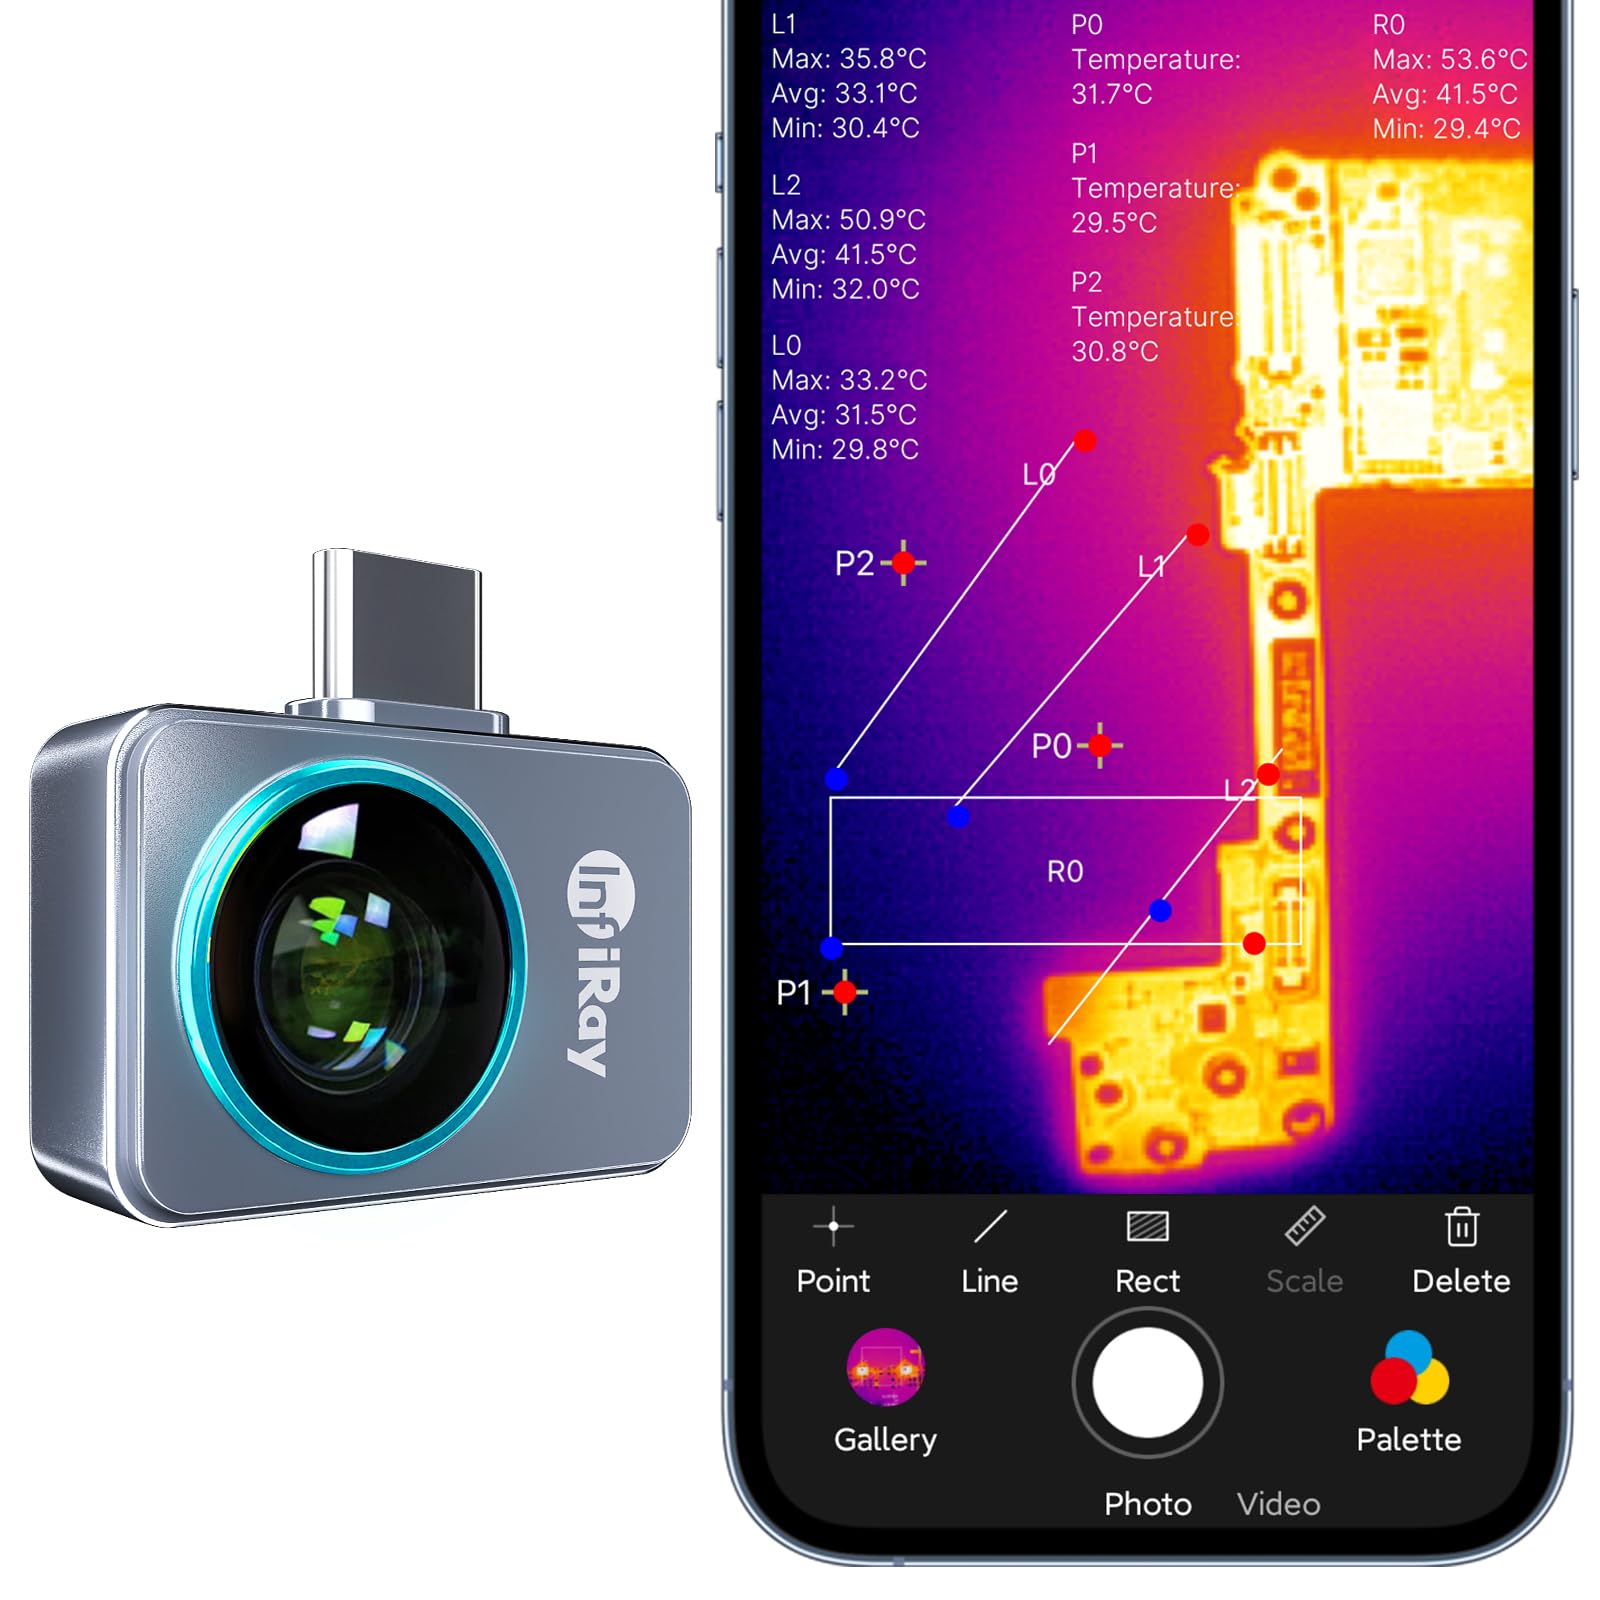 L1
Max: 35.8°C
Avg: 33.1°C
Min: 30.4°C
L2
Max: 50.9°C
Avg: 41.5°C
Min: 32.0°C
L0
Max: 33.2°C
Avg: 31.5°C
Min: 29.8°C
P0
Temperature:
31.7°C
P1
Temperature:
29.5°C
P2
Temperature:
30.8°C
R0
Max: 53.6°C
Avg: 41.5°C
Min: 29.4°C
L0
P2
L1
P0
L2
R0
P1
InfiRay
Point
Line
Rect
Scale
Delete
Gallery
Palette
Photo
Video